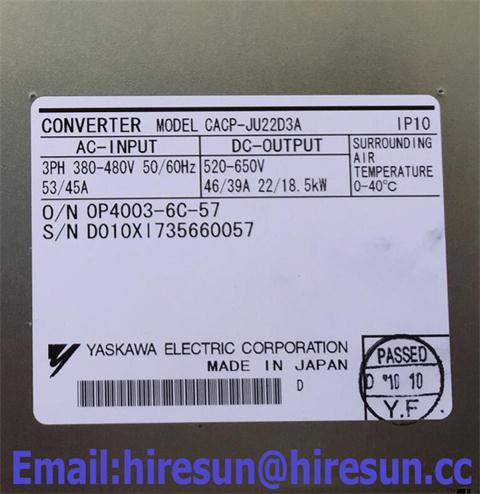 CONVERTER MODEL CACP-JU22D3A IP10
AC-INPUT DC-OUTPUT SURROUNDING AIR TEMPERATURE 0-40℃
3PH 380-480V 50/60Hz 520-650V
53/45A 46/39A 22/18.5kW
O/N OP4003-6C-57
S/N D010XI735660057
YASKAWA ELECTRIC CORPORATION
MADE IN JAPAN
D
PASSED
D '10 10
Y.F.
Email:hiresun@hiresun.cc